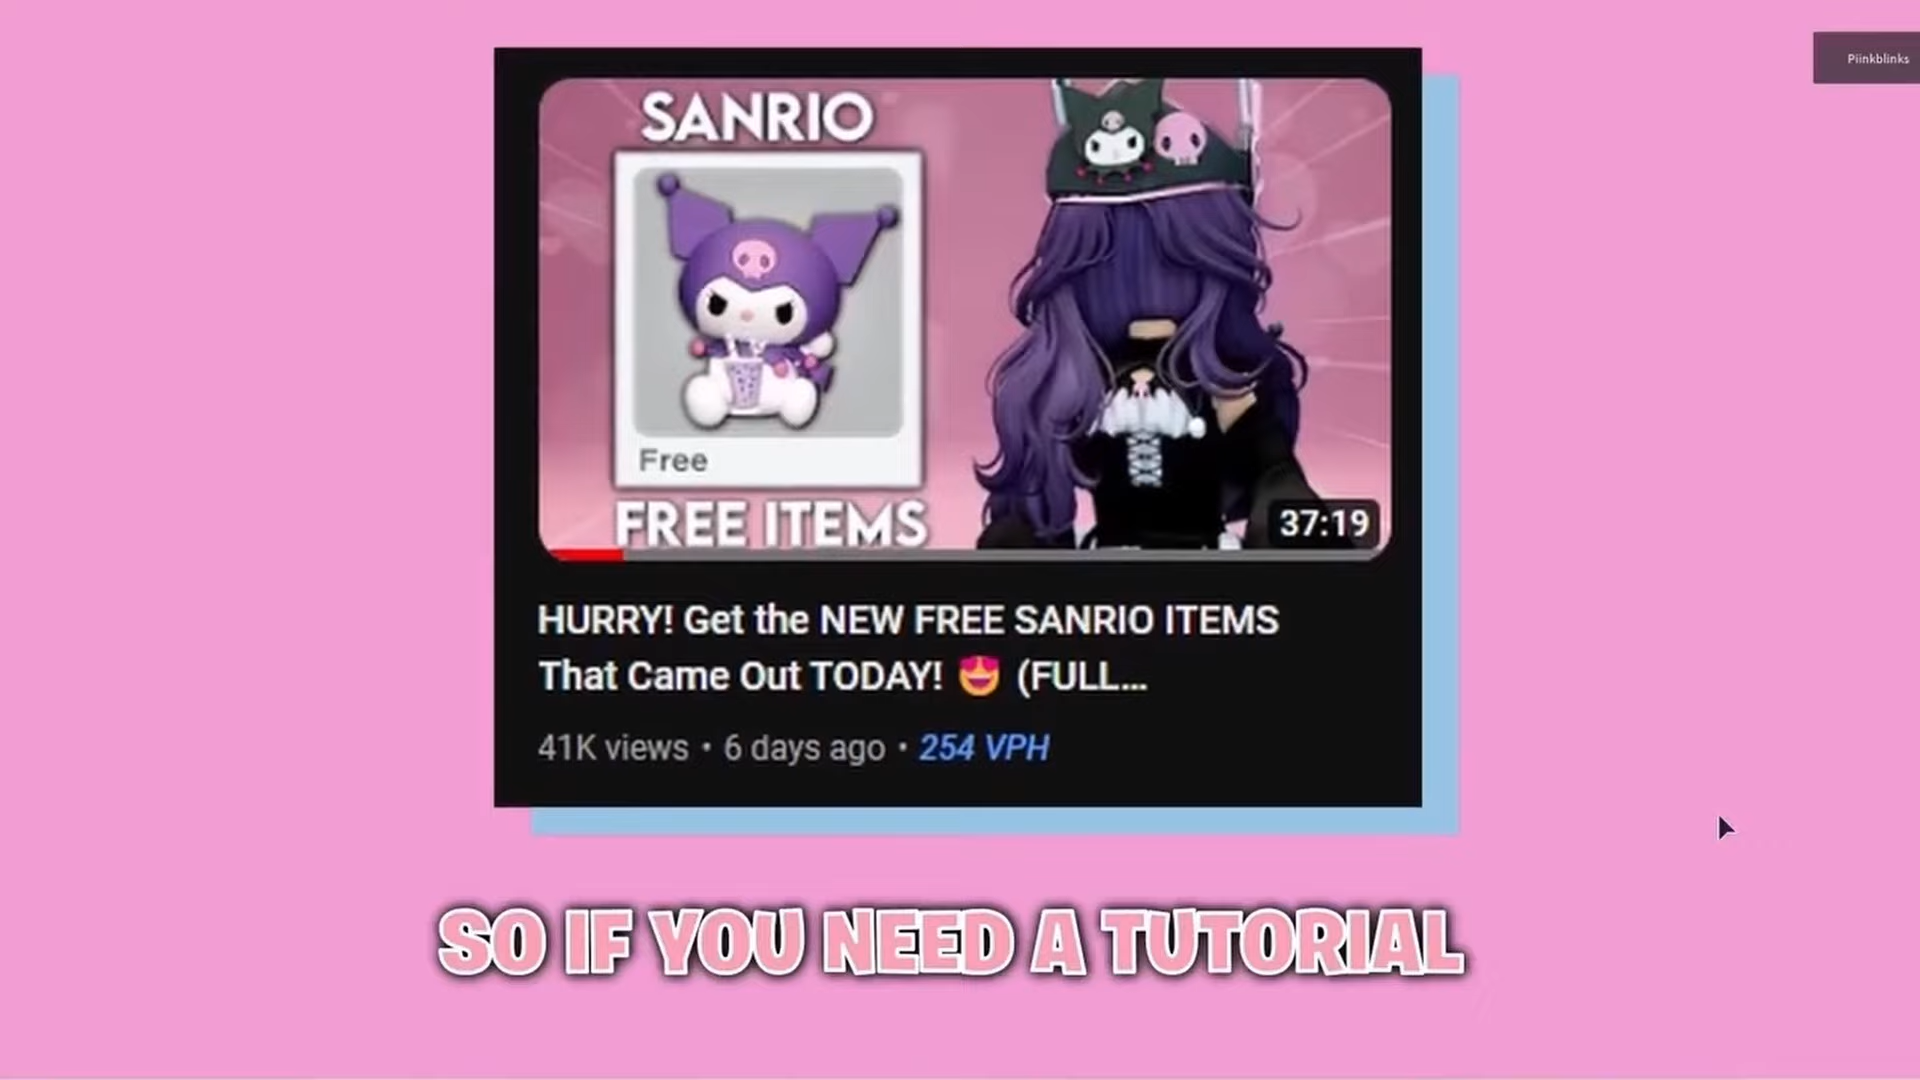 Piinkblinks
SANRIO
Free
FREE ITEMS
37:19
HURRY! Get the NEW FREE SANRIO ITEMS
That Came Out TODAY! 😍 (FULL...
41K views • 6 days ago • 254 VPH
SO IF YOU NEED A TUTORIAL